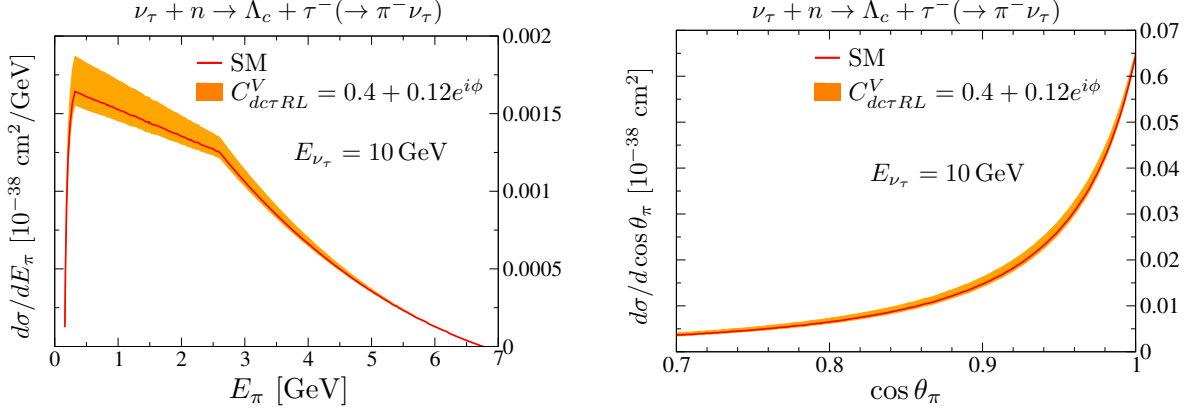 ν_τ + n → Λ_c + τ⁻(→ π⁻ν_τ)
SM
C^V_{dcτRL} = 0.4 + 0.12e^{iϕ}
E_{ν_τ} = 10 GeV
dσ/dE_π [10⁻³⁸ cm²/GeV]
0.002
0.0015
0.001
0.0005
0
0 1 2 3 4 5 6 7
E_π [GeV]
ν_τ + n → Λ_c + τ⁻(→ π⁻ν_τ)
SM
C^V_{dcτRL} = 0.4 + 0.12e^{iϕ}
E_{ν_τ} = 10 GeV
dσ/d cos θ_π [10⁻³⁸ cm²]
0.07
0.06
0.05
0.04
0.03
0.02
0.01
0
0.7 0.8 0.9 1
cos θ_π